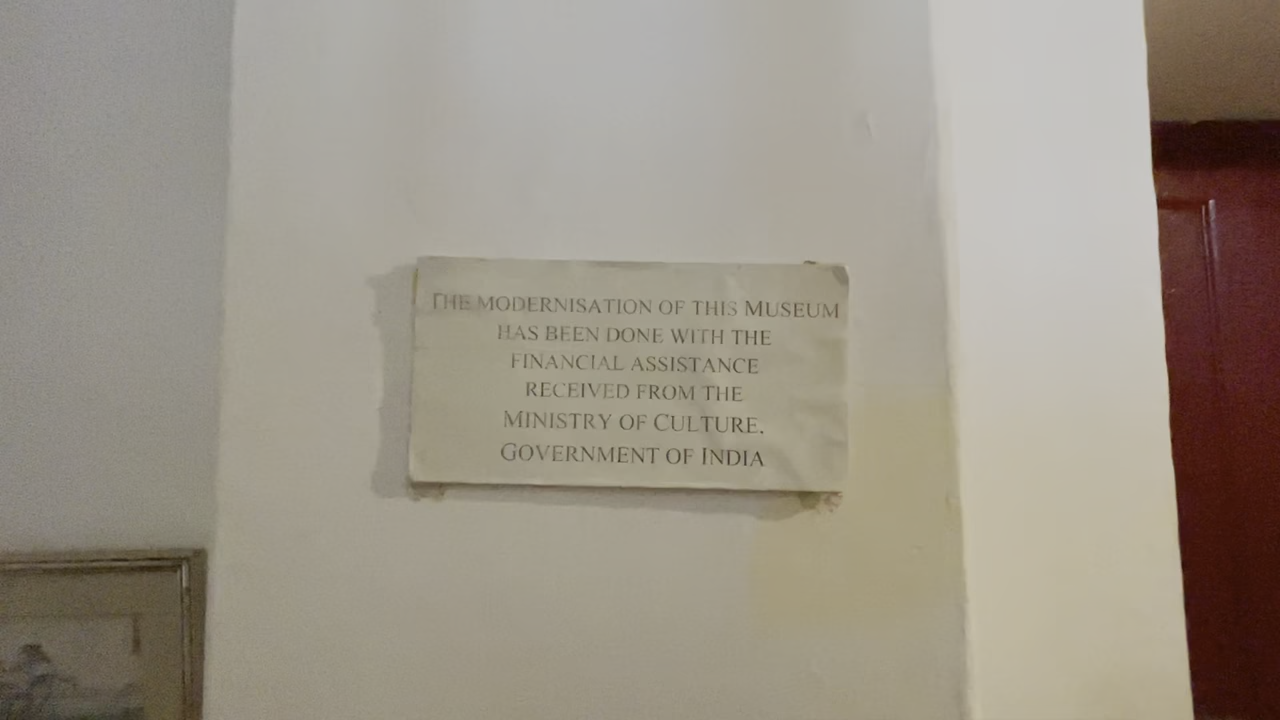 THE MODERNISATION OF THIS MUSEUM
HAS BEEN DONE WITH THE
FINANCIAL ASSISTANCE
RECEIVED FROM THE
MINISTRY OF CULTURE.
GOVERNMENT OF INDIA